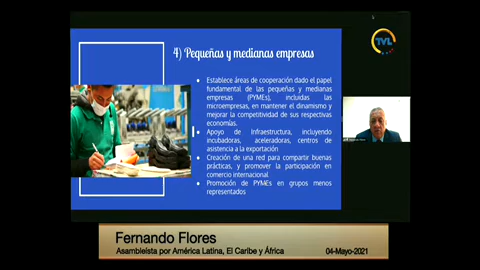 TVL
4) Pequeñas y medianas empresas
● Establece áreas de cooperación dado el papel
fundamental de las pequeñas y medianas
empresas (PYMEs), incluidas las
microempresas, en mantener el dinamismo y
mejorar la competitividad de sus respectivas
economías.
● Apoyo de Infraestructura, incluyendo
incubadoras, aceleradoras, centros de
asistencia a la exportación
● Creación de una red para compartir buenas
prácticas, y promover la participación en
comercio internacional
● Promoción de PYMEs en grupos menos
representados
Fernando Flores
Asambleísta por América Latina, El Caribe y África
04-Mayo-2021